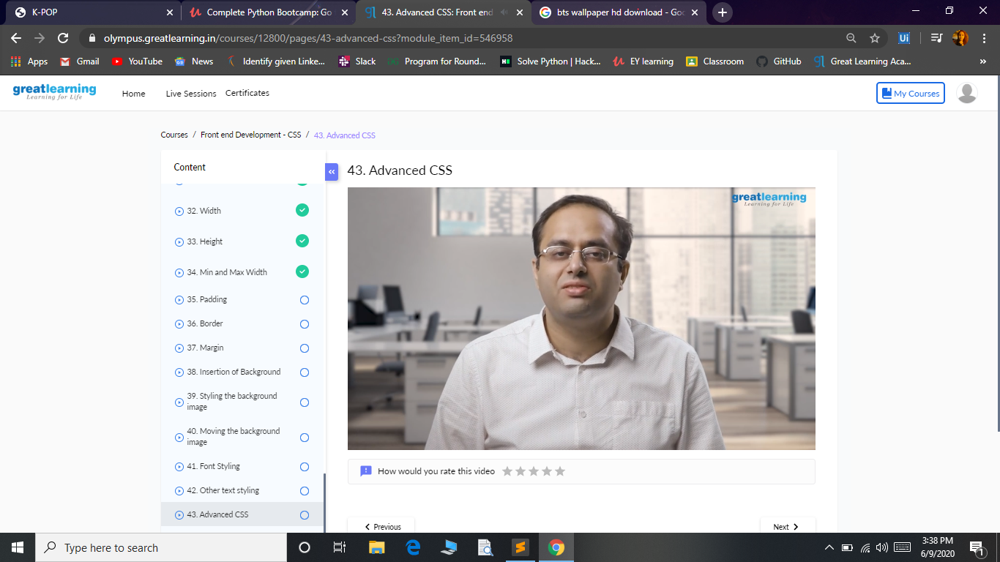 K-POP
Complete Python Bootcamp: Go
43. Advanced CSS: Front end
bts wallpaper hd download - Goo
olympus.greatlearning.in/courses/12800/pages/43-advanced-css?module_item_id=546958
Apps
Gmail
YouTube
News
Identify given Linke...
Slack
Program for Round...
Solve Python | Hack...
EY learning
Classroom
GitHub
Great Learning Aca...
»
greatlearning
Learning for Life
Home
Live Sessions
Certificates
My Courses
Courses / Front end Development - CSS / 43. Advanced CSS
Content
«
43. Advanced CSS
32. Width
33. Height
34. Min and Max Width
35. Padding
36. Border
37. Margin
38. Insertion of Background
39. Styling the background
image
40. Moving the background
image
41. Font Styling
42. Other text styling
43. Advanced CSS
greatlearning
Learning for Life
How would you rate this video
Previous
Next
Type here to search
3:38 PM
6/9/2020
1